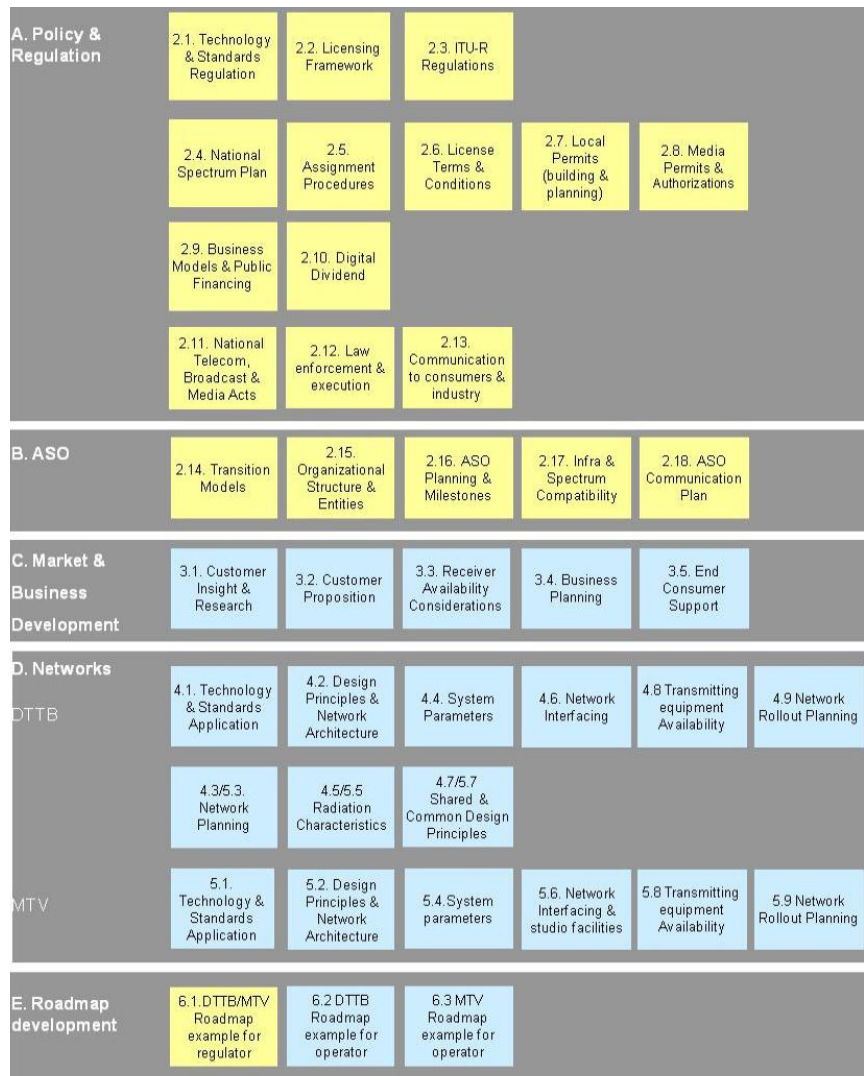 A. Policy &
Regulation
2.1. Technology
& Standards
Regulation
2.2. Licensing
Framework
2.3. ITU-R
Regulations
2.4. National
Spectrum Plan
2.5.
Assignment
Procedures
2.6. License
Terms &
Conditions
2.7. Local
Permits
(building &
planning)
2.8. Media
Permits &
Authorizations
2.9. Business
Models & Public
Financing
2.10. Digital
Dividend
2.11. National
Telecom,
Broadcast &
Media Acts
2.12. Law
enforcement &
execution
2.13.
Communication
to consumers &
industry
B. ASO
2.14. Transition
Models
2.15.
Organizational
Structure &
Entities
2.16. ASO
Planning &
Milestones
2.17. Infra &
Spectrum
Compatibility
2.18. ASO
Communication
Plan
C. Market &
Business
Development
3.1. Customer
Insight &
Research
3.2. Customer
Proposition
3.3. Receiver
Availability
Considerations
3.4. Business
Planning
3.5. End
Consumer
Support
D. Networks
DTTB
4.1. Technology
& Standards
Application
4.2. Design
Principles &
Network
Architecture
4.4. System
Parameters
4.6. Network
Interfacing
4.8 Transmitting
equipment
Availability
4.9 Network
Rollout Planning
4.3/5.3.
Network
Planning
4.5/5.5
Radiation
Characteristics
4.7/5.7
Shared &
Common Design
Principles
MTV
5.1.
Technology &
Standards
Application
5.2. Design
Principles &
Network
Architecture
5.4.System
parameters
5.6. Network
Interfacing &
studio facilities
5.8 Transmitting
equipment
Availability
5.9 Network
Rollout Planning
E. Roadmap
development
6.1.DTTB/MTV
Roadmap
example for
regulator
6.2 DTTB
Roadmap
example for
operator
6.3 MTV
Roadmap
example for
operator